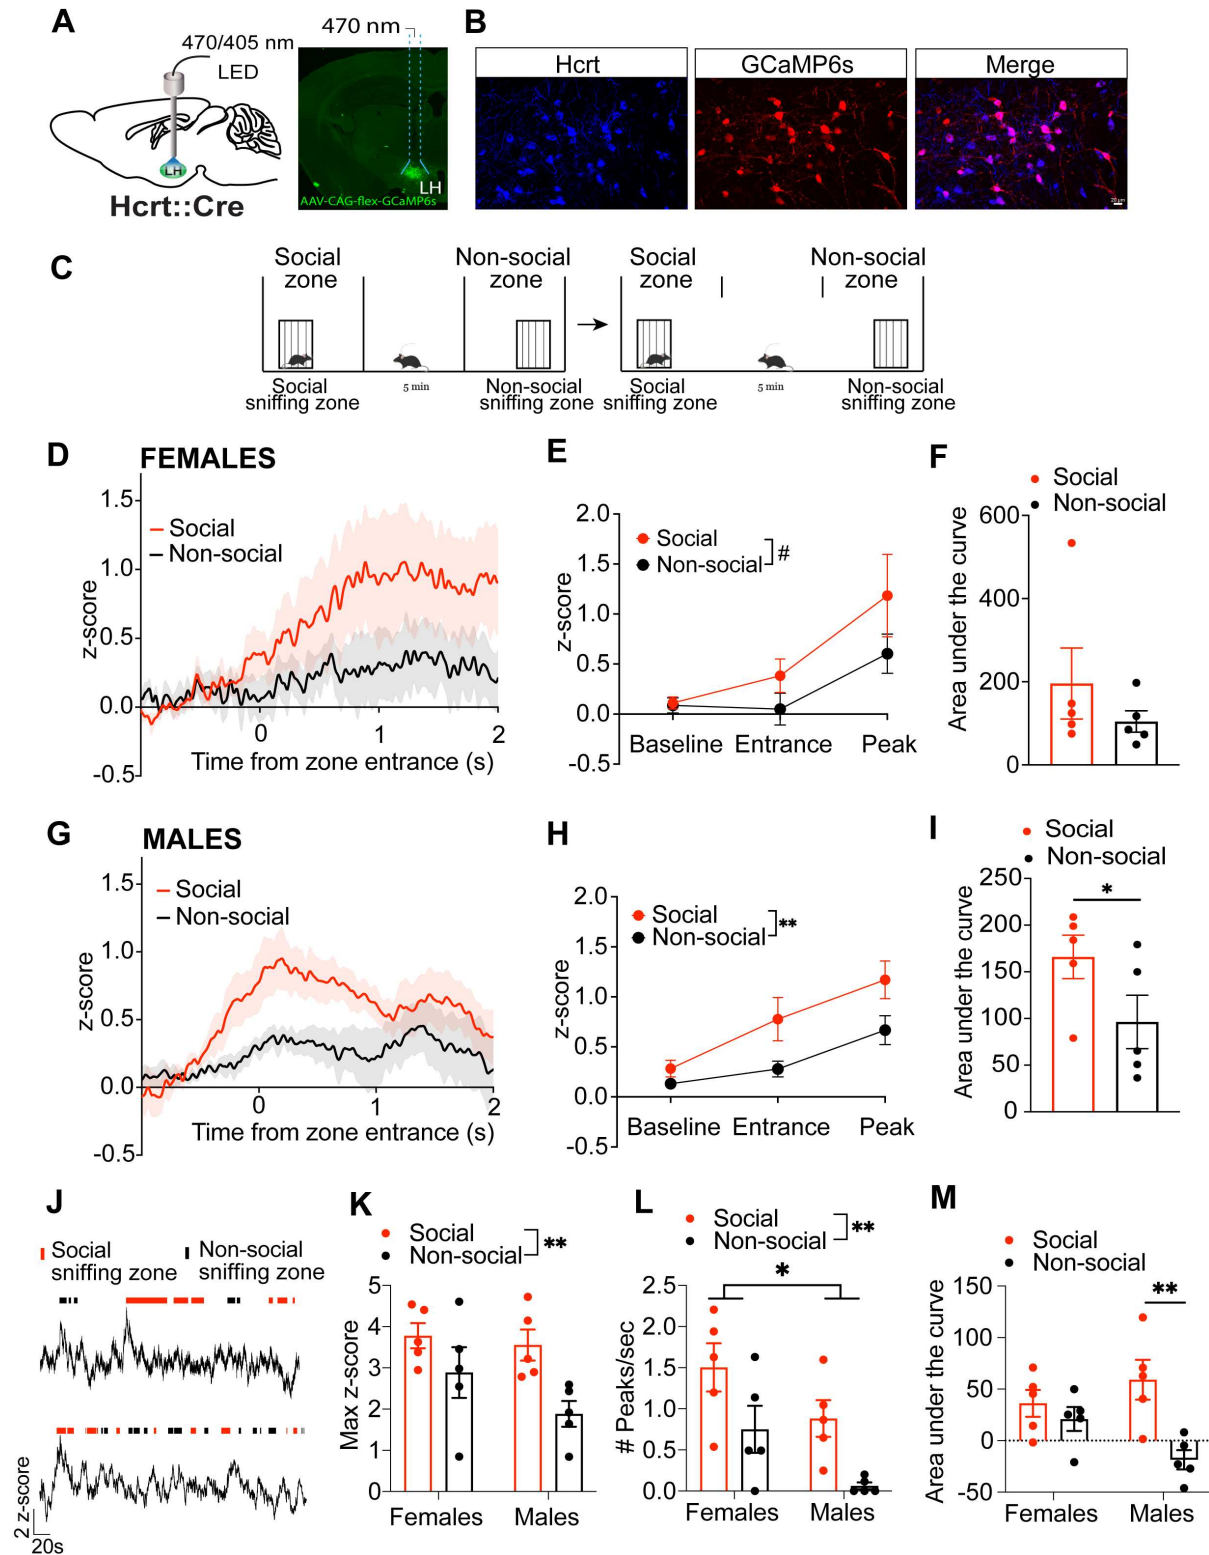 A
470/405 nm
LED
LH
Hcrt::Cre
470 nm
LH
AAV-CAG-flex-GCaMP6s
B
Hcrt
GCaMP6s
Merge
20 μm
C
Social
zone
Non-social
zone
Social
zone
Non-social
zone
Social
sniffing zone
5 min
Non-social
sniffing zone
Social
sniffing zone
5 min
Non-social
sniffing zone
D
FEMALES
Social
Non-social
z-score
1.5
1.0
0.5
0.0
-0.5
0
1
2
Time from zone entrance (s)
E
Social
Non-social
#
z-score
2.0
1.5
1.0
0.5
0.0
-0.5
Baseline
Entrance
Peak
F
Social
Non-social
Area under the curve
600
400
200
0
G
MALES
Social
Non-social
z-score
1.5
1.0
0.5
0.0
-0.5
0
1
2
Time from zone entrance (s)
H
Social
Non-social
**
z-score
2.0
1.5
1.0
0.5
0.0
-0.5
Baseline
Entrance
Peak
I
Social
Non-social
*
Area under the curve
250
200
150
100
50
0
J
Social
sniffing zone
Non-social
sniffing zone
2 z-score
20s
K
Social
Non-social
**
Max z-score
5
4
3
2
1
0
Females
Males
L
Social
Non-social
**
*
# Peaks/sec
2.5
2.0
1.5
1.0
0.5
0.0
Females
Males
M
Social
Non-social
**
Area under the curve
150
100
50
0
-50
Females
Males